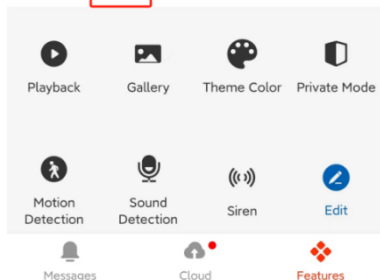 Playback
Gallery
Theme Color
Private Mode
Motion
Detection
Sound
Detection
Siren
Edit
Messages
Cloud
Features